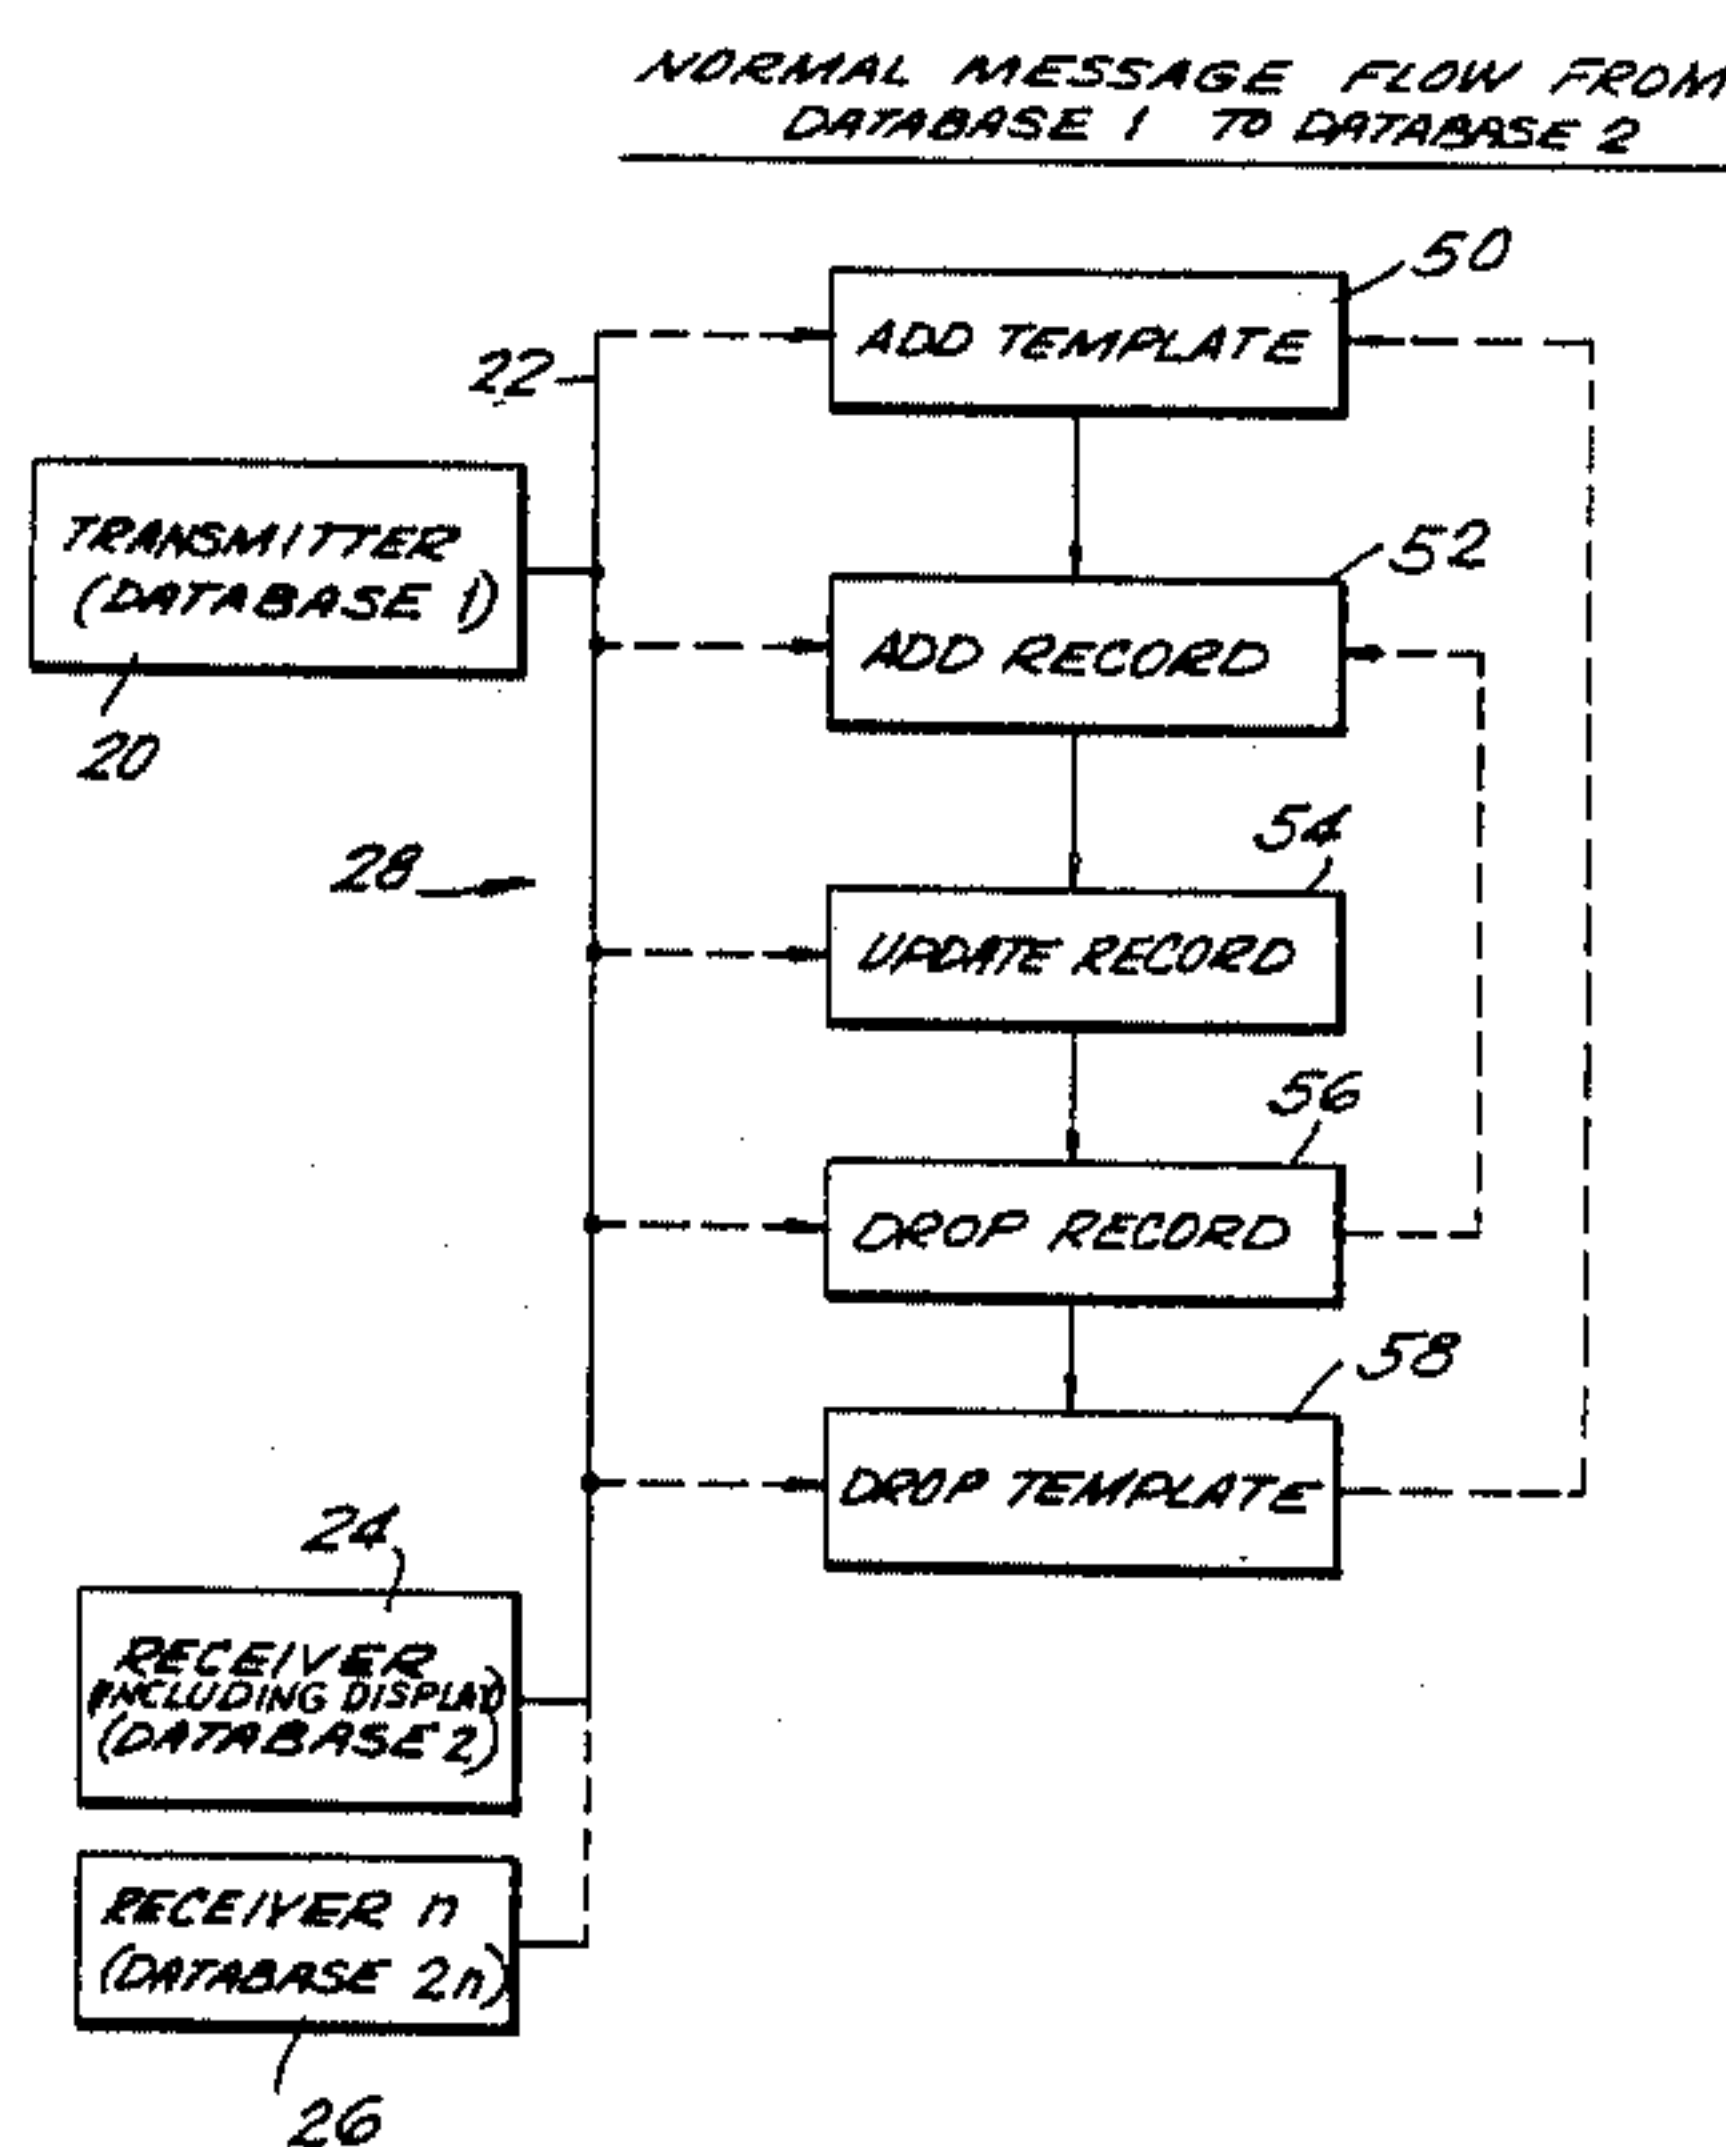 NORMAL MESSAGE FLOW FROM
DATABASE 1 TO DATABASE 2
50
ADD TEMPLATE
22
TRANSMITTER
(DATABASE 1)
20
52
ADD RECORD
28
54
UPDATE RECORD
56
DROP RECORD
58
DROP TEMPLATE
24
RECEIVER
(INCLUDING DISPLAY)
(DATABASE 2)
RECEIVER n
(DATABASE 2n)
26